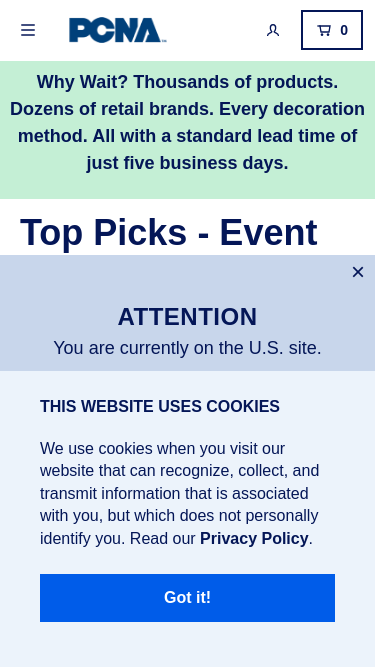 PCNA
0
Why Wait? Thousands of products.
Dozens of retail brands. Every decoration
method. All with a standard lead time of
just five business days.
Top Picks - Event
ATTENTION
You are currently on the U.S. site.
THIS WEBSITE USES COOKIES
We use cookies when you visit our
website that can recognize, collect, and
transmit information that is associated
with you, but which does not personally
identify you. Read our Privacy Policy.
Got it!